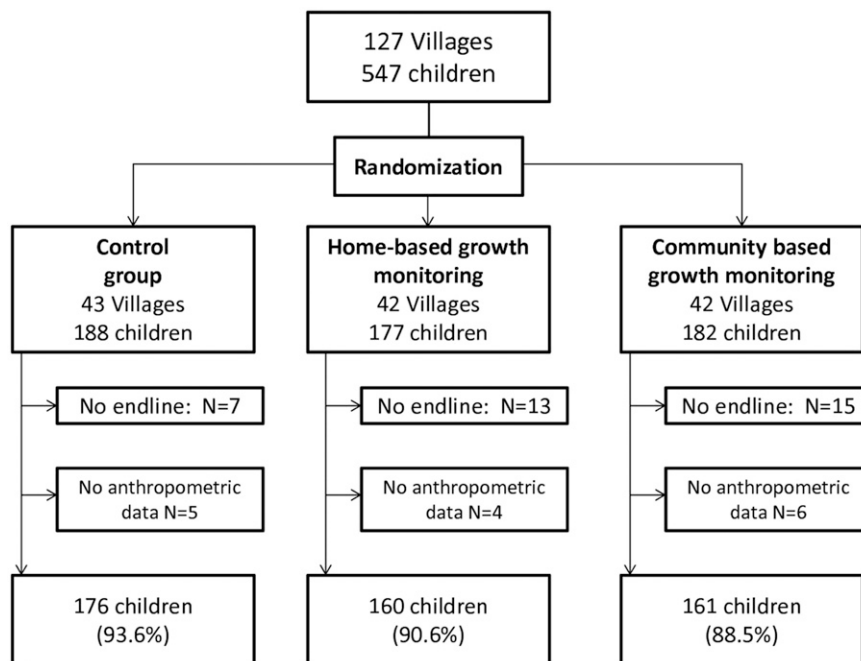 127 Villages
547 children
Randomization
Control
group
43 Villages
188 children
Home-based growth
monitoring
42 Villages
177 children
Community based
growth monitoring
42 Villages
182 children
No endline: N=7
No endline: N=13
No endline: N=15
No anthropometric
data N=5
No anthropometric
data N=4
No anthropometric
data N=6
176 children
(93.6%)
160 children
(90.6%)
161 children
(88.5%)